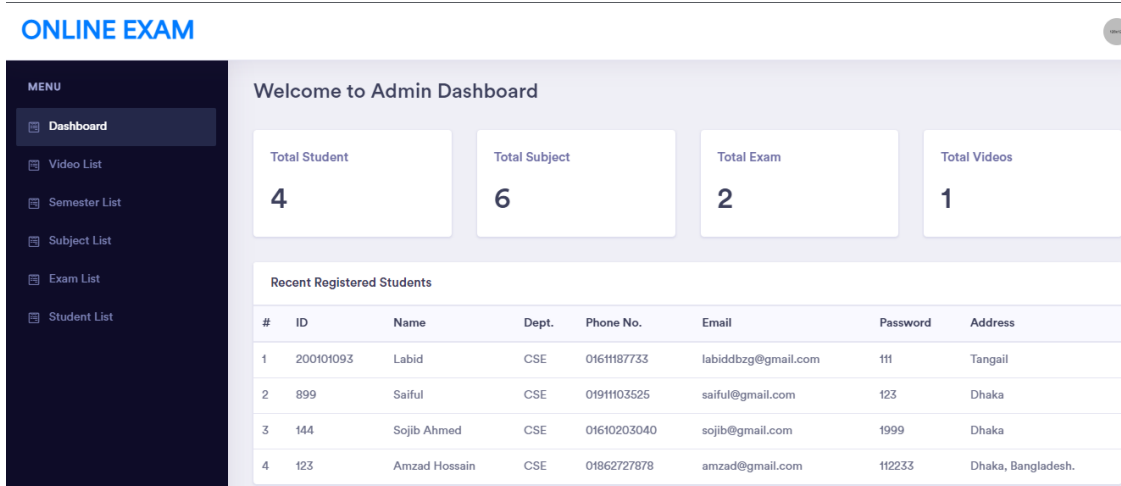 ONLINE EXAM
MENU
Dashboard
Video List
Semester List
Subject List
Exam List
Student List
Welcome to Admin Dashboard
Total Student Total Subject Total Exam Total Videos
4 6 2 1
Recent Registered Students
# ID Name Dept. Phone No. Email Password Address
1 200101093 Labid CSE 01611187733 labiddbzg@gmail.com 111 Tangail
2 899 Saiful CSE 01911103525 saiful@gmail.com 123 Dhaka
3 144 Sojib Ahmed CSE 01610203040 sojib@gmail.com 1999 Dhaka
4 123 Amzad Hossain CSE 01862727878 amzad@gmail.com 112233 Dhaka, Bangladesh.